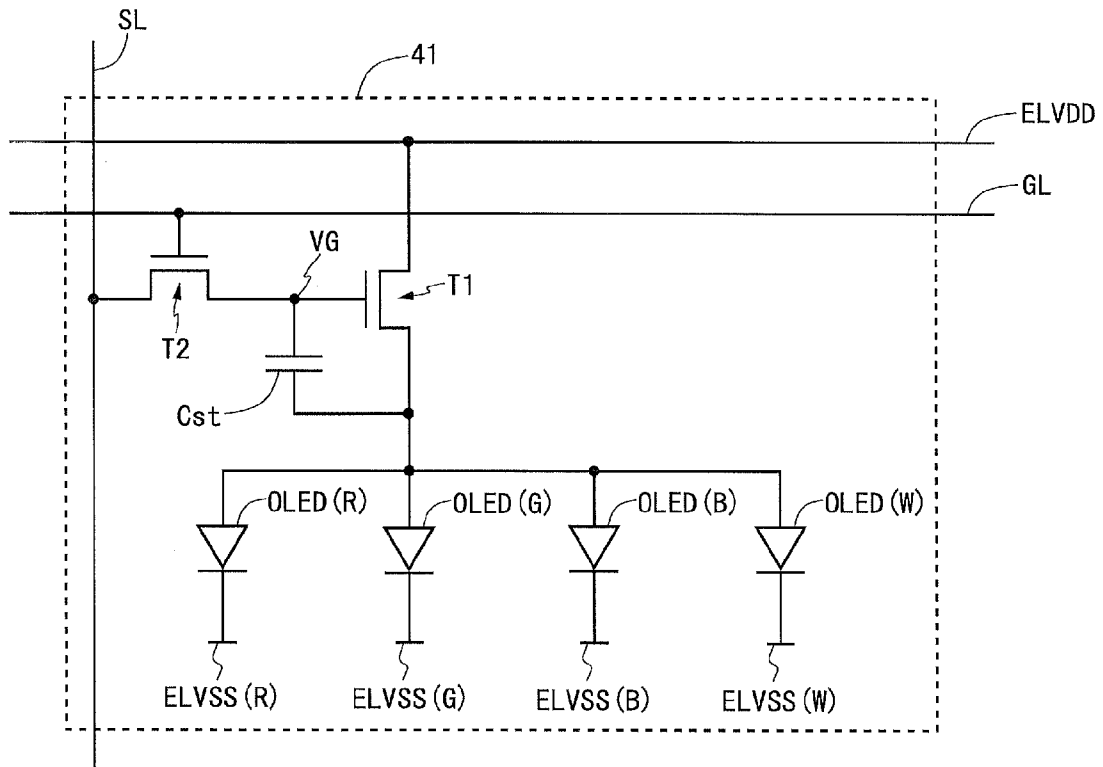 SL
41
ELVDD
GL
VG
T1
T2
Cst
OLED(R)
OLED(G)
OLED(B)
OLED(W)
ELVSS(R)
ELVSS(G)
ELVSS(B)
ELVSS(W)